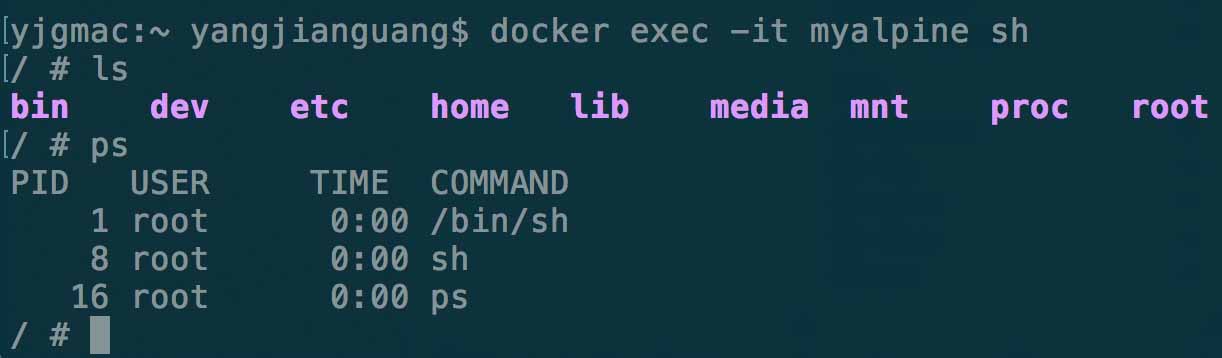 [yjgmac:~ yangjianguang$ docker exec -it myalpine sh
[/ # ls
bin    dev    etc    home   lib    media  mnt    proc   root
[/ # ps
PID   USER     TIME  COMMAND
    1 root      0:00 /bin/sh
    8 root      0:00 sh
   16 root      0:00 ps
/ #